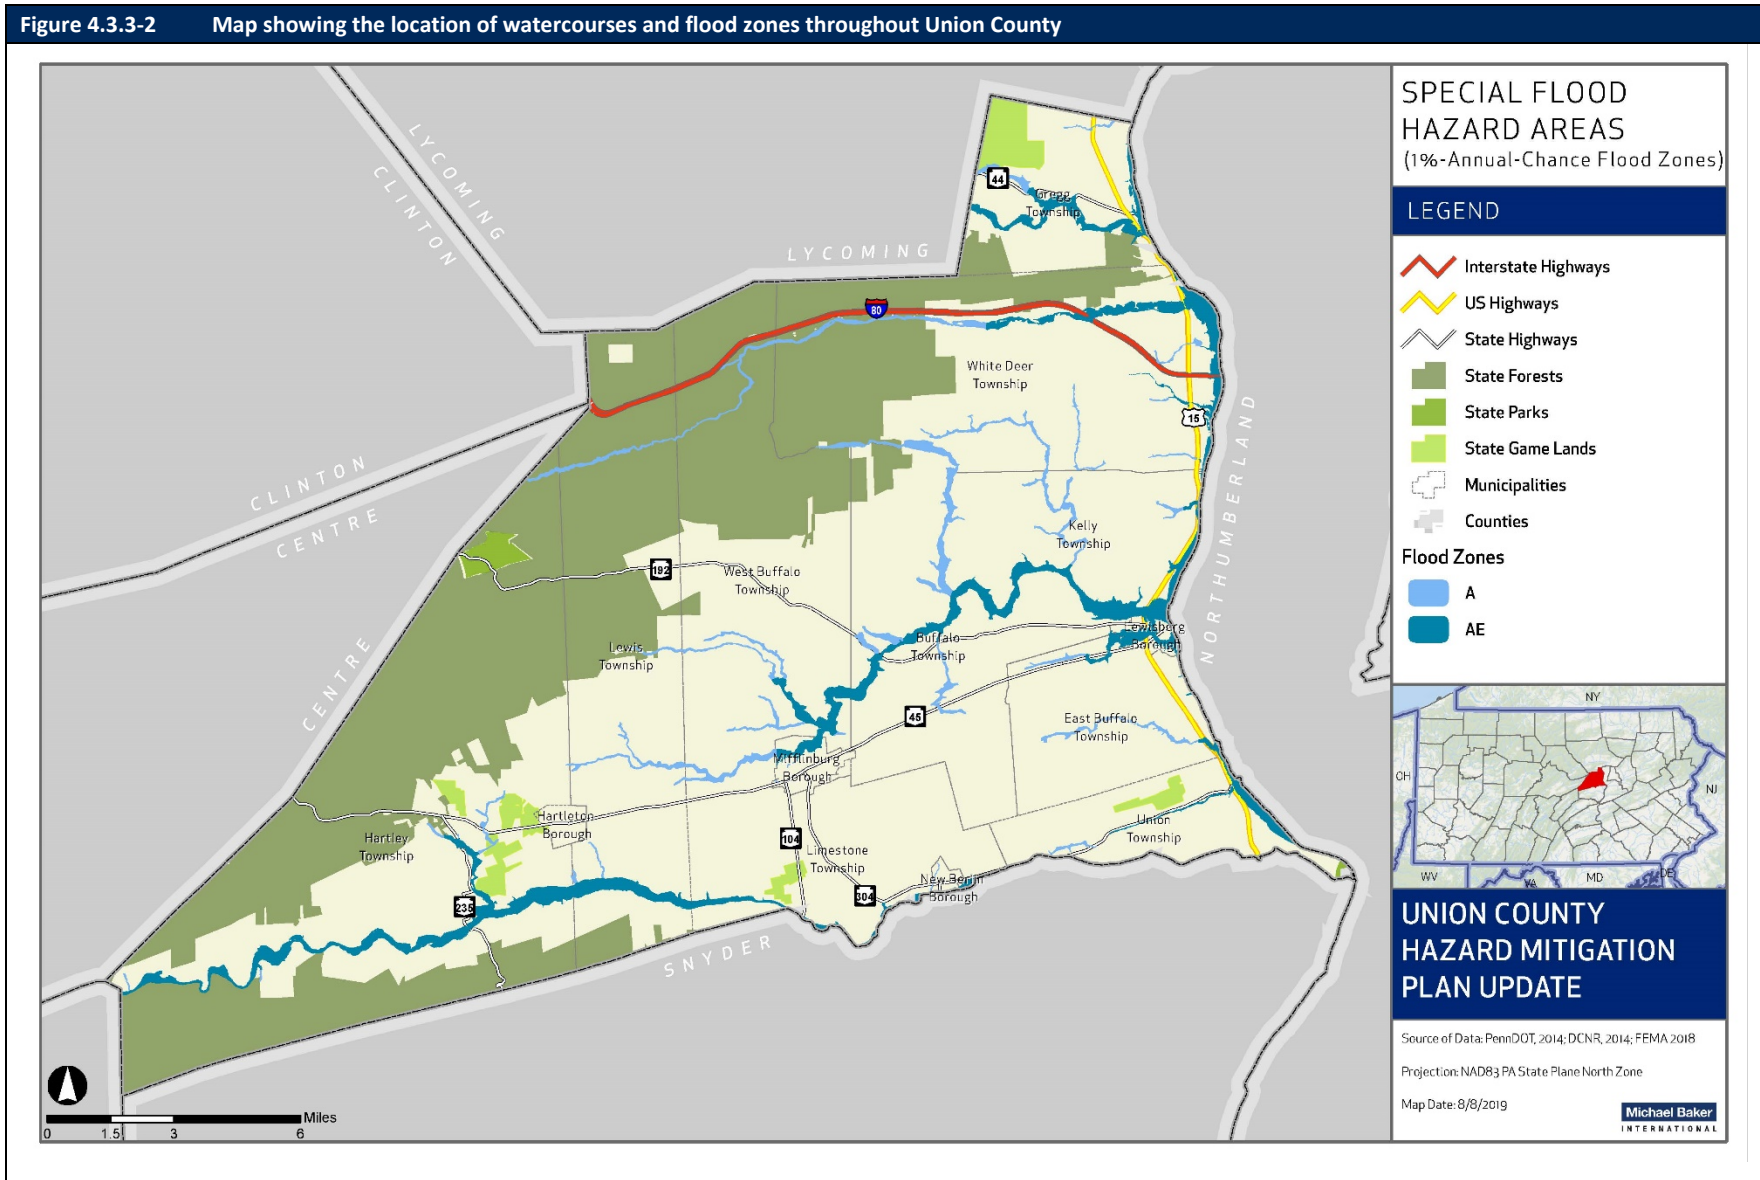 Figure 4.3.3-2 Map showing the location of watercourses and flood zones throughout Union County
LYCOMING
CLINTON
LYCOMING
CLINTON
CENTRE
CENTRE
NORTHUMBERLAND
SNYDER
44
Gregg
Township
80
White Deer
Township
15
Kelly
Township
192
West Buffalo
Township
Lewis
Township
Buffalo
Township
Lewisburg
Borough
45
East Buffalo
Township
Mifflinburg
Borough
Hartleton
Borough
Hartley
Township
104
Limestone
Township
Union
Township
304
New Berlin
Borough
235
Miles
0 1.5 3 6
SPECIAL FLOOD
HAZARD AREAS
(1%-Annual-Chance Flood Zones)
LEGEND
Interstate Highways
US Highways
State Highways
State Forests
State Parks
State Game Lands
Municipalities
Counties
Flood Zones
A
AE
NY
OH
NJ
WV
VA
MD
DE
UNION COUNTY
HAZARD MITIGATION
PLAN UPDATE
Source of Data: PennDOT, 2014; DCNR, 2014; FEMA 2018
Projection: NAD83 PA State Plane North Zone
Map Date: 8/8/2019
Michael Baker
INTERNATIONAL